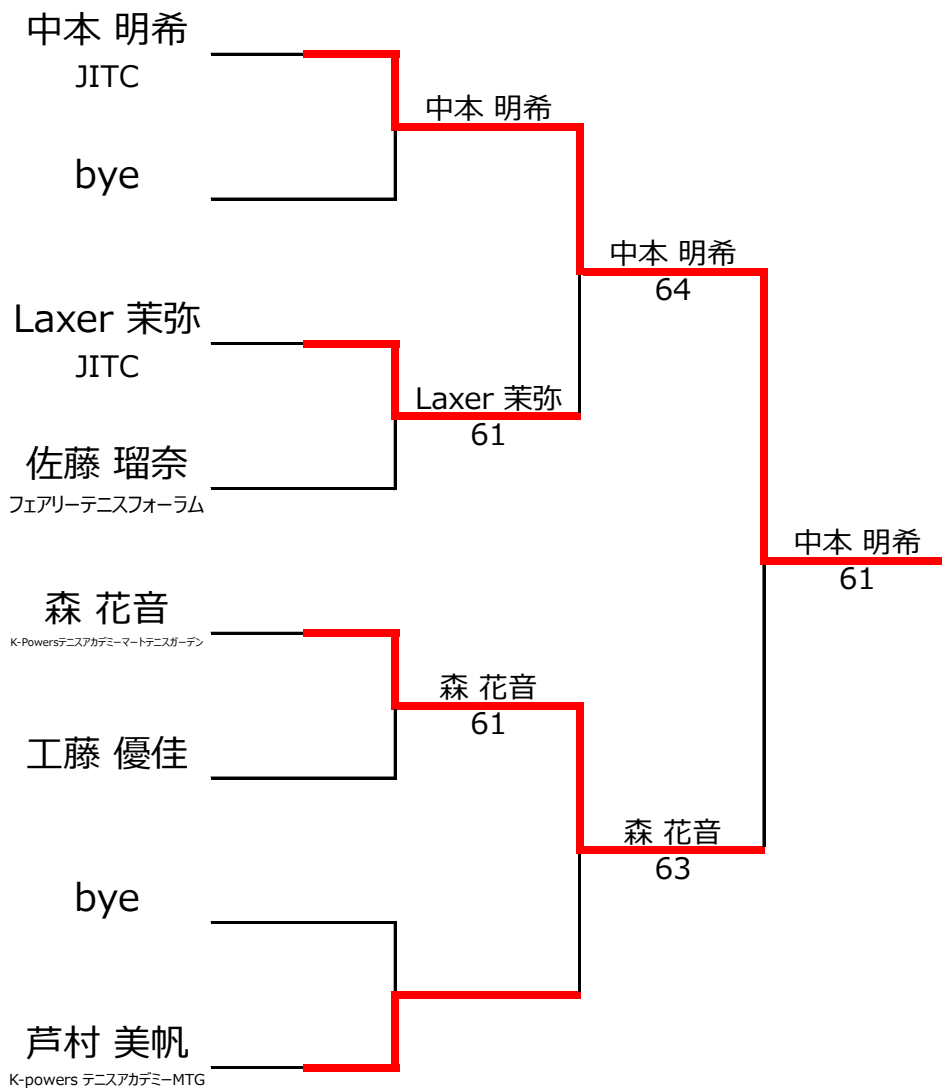 中本 明希
JITC
中本 明希
bye
中本 明希
64
Laxer 茉弥
JITC
Laxer 茉弥
61
佐藤 瑠奈
フェアリーテニスフォーラム
中本 明希
61
森 花音
K-Powersテニスアカデミーマートテニスガーデン
森 花音
61
工藤 優佳
森 花音
63
bye
芦村 美帆
K-powers テニスアカデミーMTG